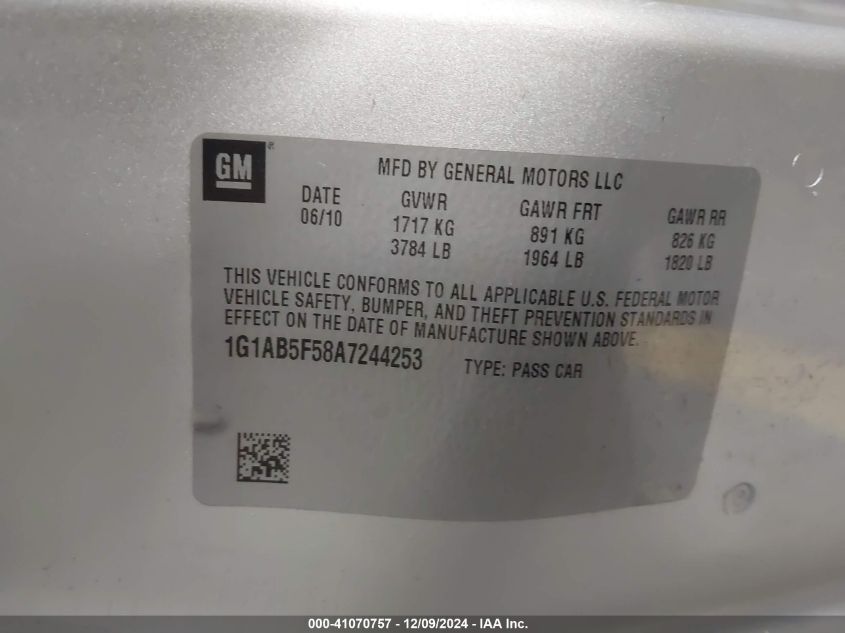 GM
MFD BY GENERAL MOTORS LLC
DATE GVWR GAWR FRT GAWR RR
06/10 1717 KG 891 KG 826 KG
3784 LB 1964 LB 1820 LB
THIS VEHICLE CONFORMS TO ALL APPLICABLE U.S. FEDERAL MOTOR
VEHICLE SAFETY, BUMPER, AND THEFT PREVENTION STANDARDS IN
EFFECT ON THE DATE OF MANUFACTURE SHOWN ABOVE.
1G1AB5F58A7244253 TYPE: PASS CAR
000-41070757 - 12/09/2024 - IAA Inc.